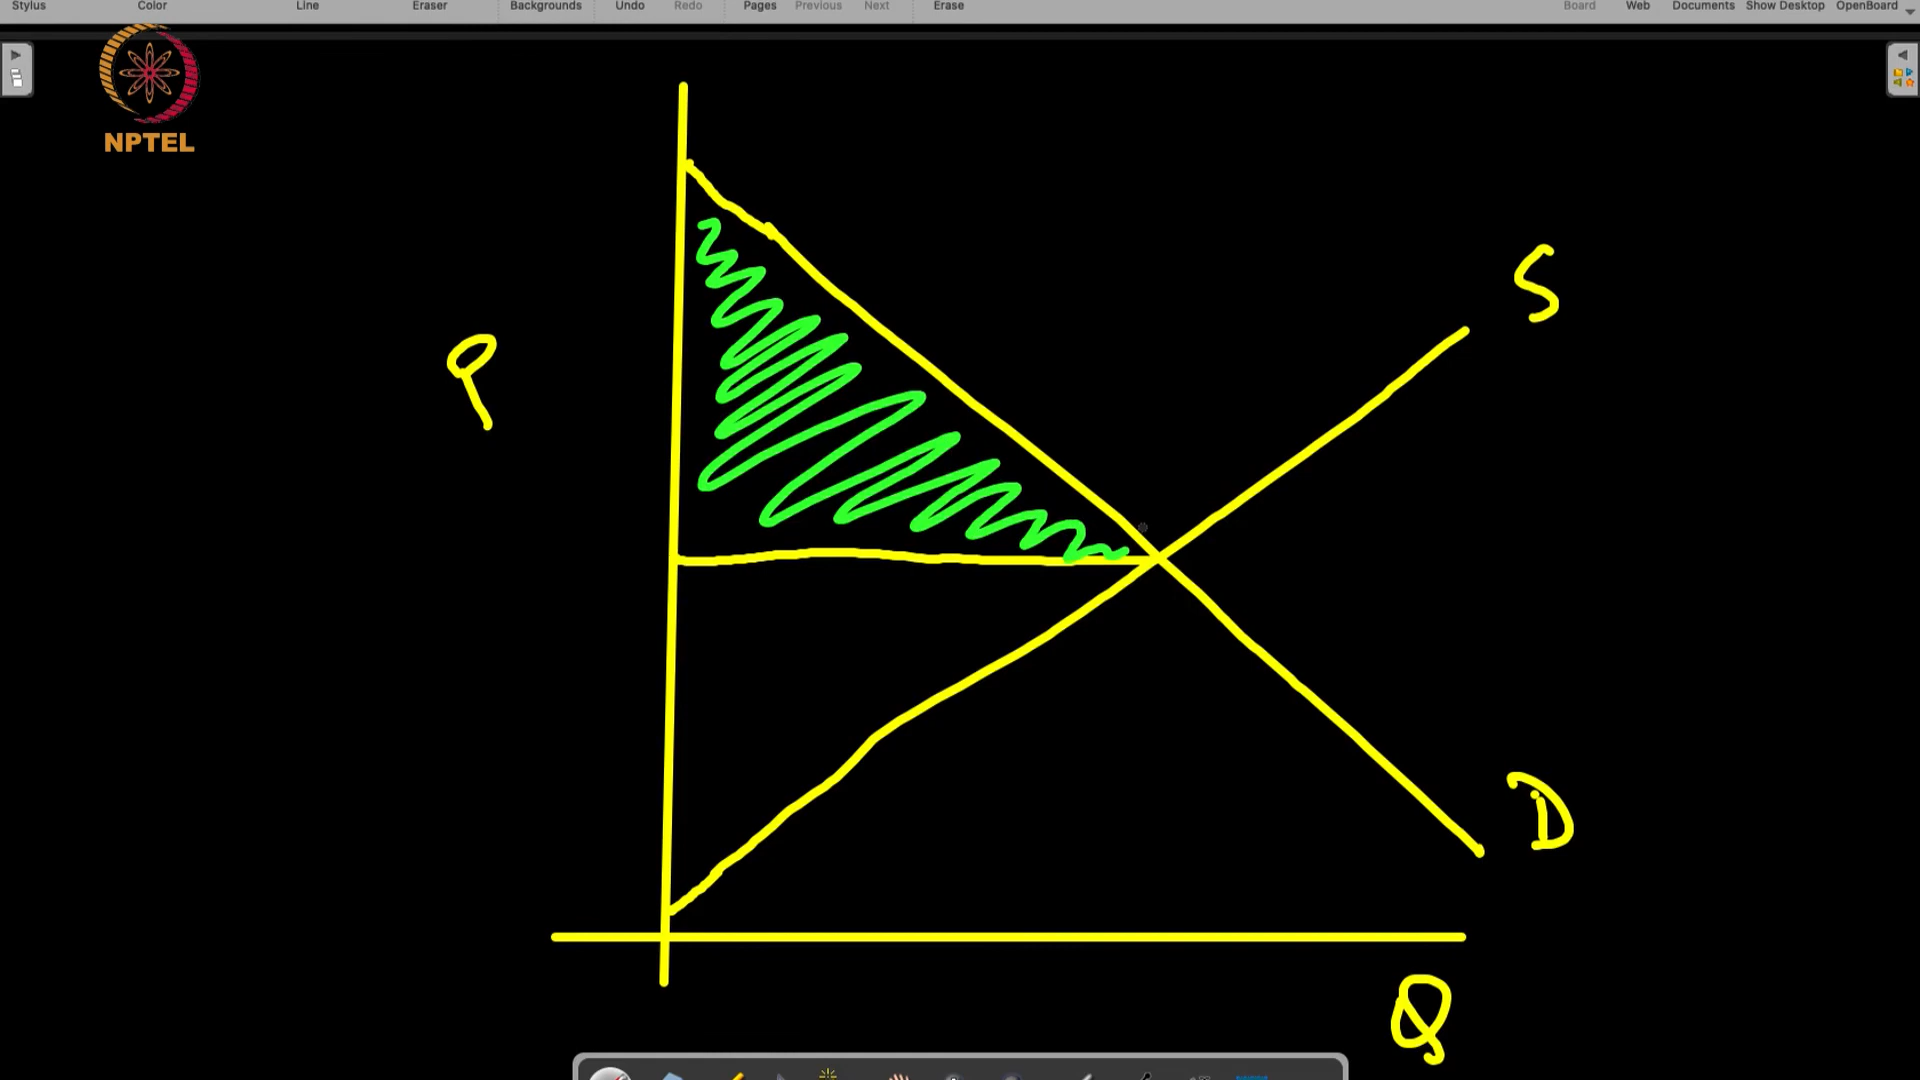 Stylus Color Line Eraser Backgrounds Undo Redo Pages Previous Next Erase Board Web Documents Show Desktop OpenBoard
NPTEL
S
P
D
Q